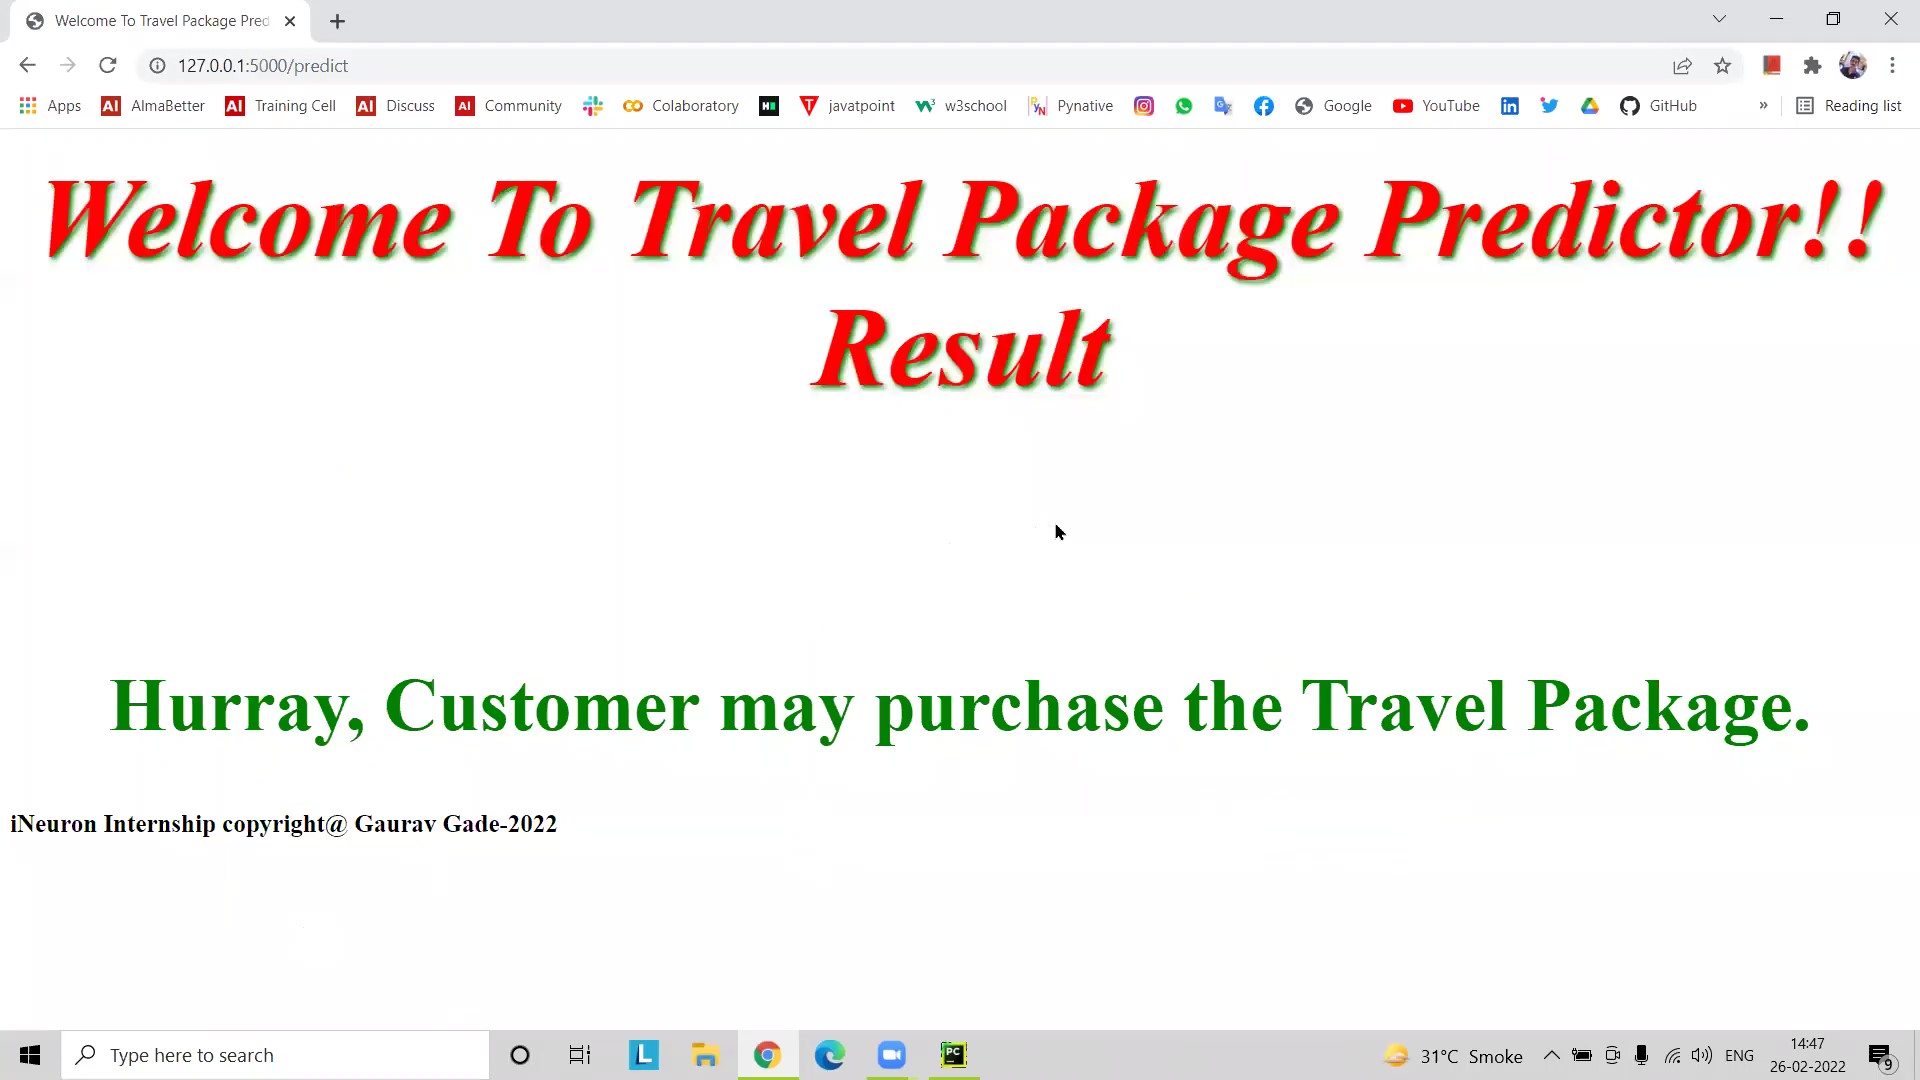 Welcome To Travel Package Pred
127.0.0.1:5000/predict
Apps AlmaBetter Training Cell Discuss Community Colaboratory javatpoint w3school Pynative Google YouTube GitHub » Reading list
Welcome To Travel Package Predictor!!
Result
Hurray, Customer may purchase the Travel Package.
iNeuron Internship copyright@ Gaurav Gade-2022
Type here to search
31°C Smoke
ENG
14:47
26-02-2022
9